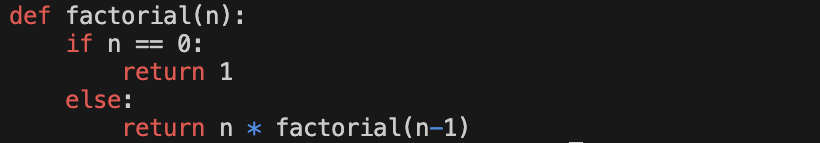 def factorial(n):
    if n == 0:
        return 1
    else:
        return n * factorial(n-1)